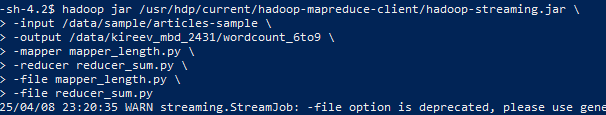 -sh-4.2$ hadoop jar /usr/hdp/current/hadoop-mapreduce-client/hadoop-streaming.jar \
> -input /data/sample/articles-sample \
> -output /data/kireev_mbd_2431/wordcount_6to9 \
> -mapper mapper_length.py \
> -reducer reducer_sum.py \
> -file mapper_length.py \
> -file reducer_sum.py
25/04/08 23:20:35 WARN streaming.StreamJob: -file option is deprecated, please use gene